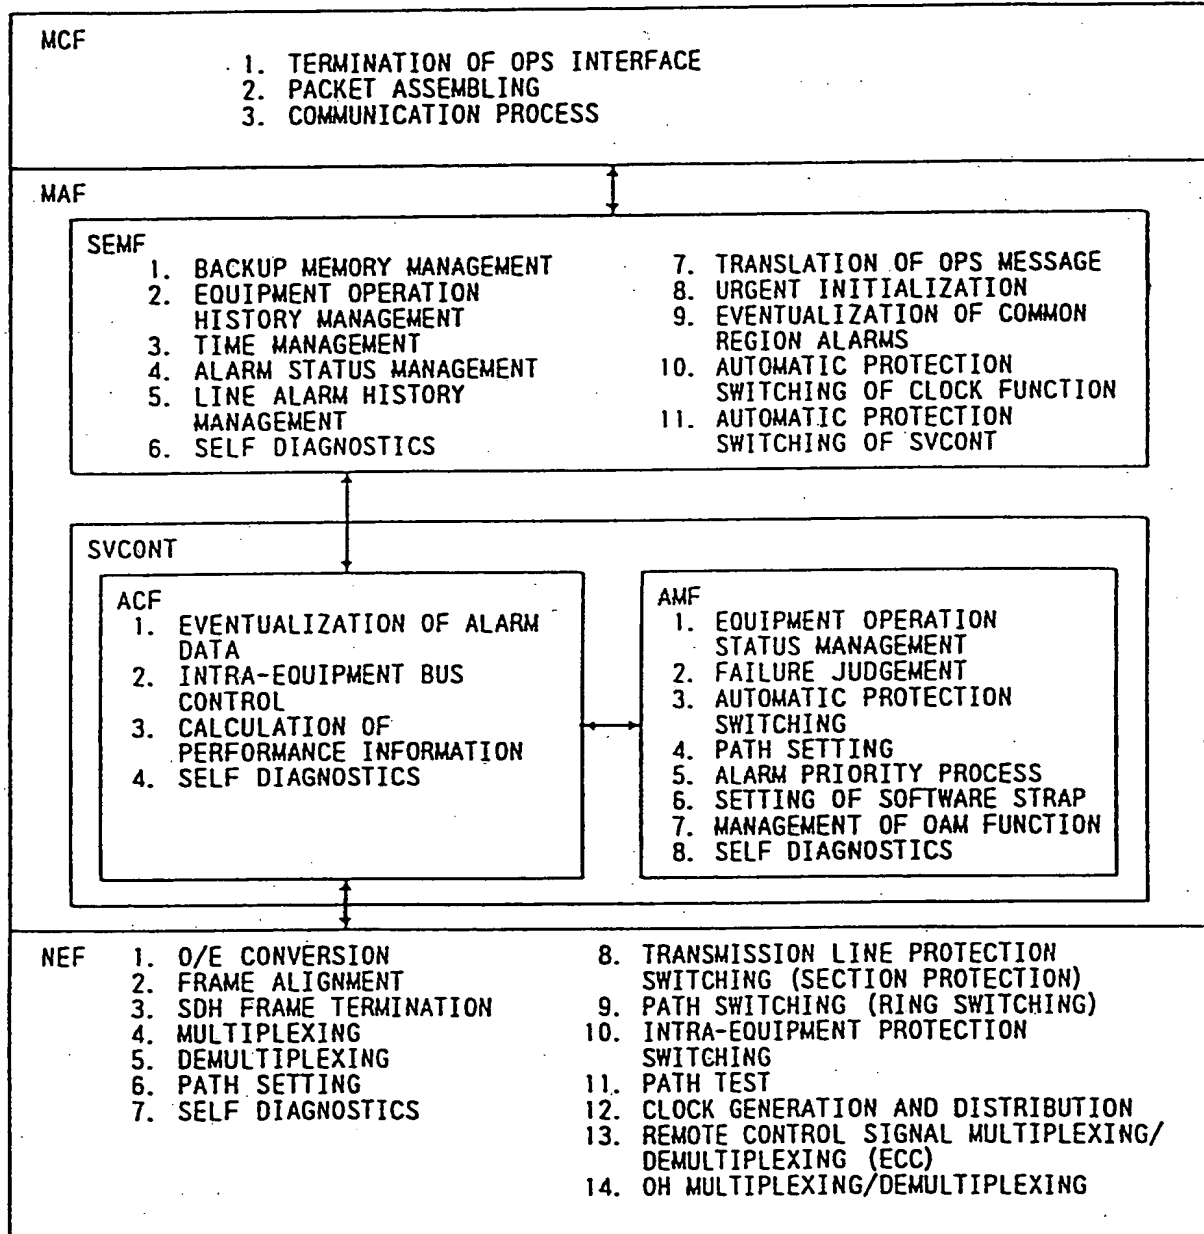 MCF
1. TERMINATION OF OPS INTERFACE
2. PACKET ASSEMBLING
3. COMMUNICATION PROCESS
MAF
SEMF
1. BACKUP MEMORY MANAGEMENT
2. EQUIPMENT OPERATION
HISTORY MANAGEMENT
3. TIME MANAGEMENT
4. ALARM STATUS MANAGEMENT
5. LINE ALARM HISTORY
MANAGEMENT
6. SELF DIAGNOSTICS
7. TRANSLATION OF OPS MESSAGE
8. URGENT INITIALIZATION
9. EVENTUALIZATION OF COMMON
REGION ALARMS
10. AUTOMATIC PROTECTION
SWITCHING OF CLOCK FUNCTION
11. AUTOMATIC PROTECTION
SWITCHING OF SVCONT
SVCONT
ACF
1. EVENTUALIZATION OF ALARM
DATA
2. INTRA-EQUIPMENT BUS
CONTROL
3. CALCULATION OF
PERFORMANCE INFORMATION
4. SELF DIAGNOSTICS
AMF
1. EQUIPMENT OPERATION
STATUS MANAGEMENT
2. FAILURE JUDGEMENT
3. AUTOMATIC PROTECTION
SWITCHING
4. PATH SETTING
5. ALARM PRIORITY PROCESS
6. SETTING OF SOFTWARE STRAP
7. MANAGEMENT OF OAM FUNCTION
8. SELF DIAGNOSTICS
NEF
1. O/E CONVERSION
2. FRAME ALIGNMENT
3. SDH FRAME TERMINATION
4. MULTIPLEXING
5. DEMULTIPLEXING
6. PATH SETTING
7. SELF DIAGNOSTICS
8. TRANSMISSION LINE PROTECTION
SWITCHING (SECTION PROTECTION)
9. PATH SWITCHING (RING SWITCHING)
10. INTRA-EQUIPMENT PROTECTION
SWITCHING
11. PATH TEST
12. CLOCK GENERATION AND DISTRIBUTION
13. REMOTE CONTROL SIGNAL MULTIPLEXING/
DEMULTIPLEXING (ECC)
14. OH MULTIPLEXING/DEMULTIPLEXING